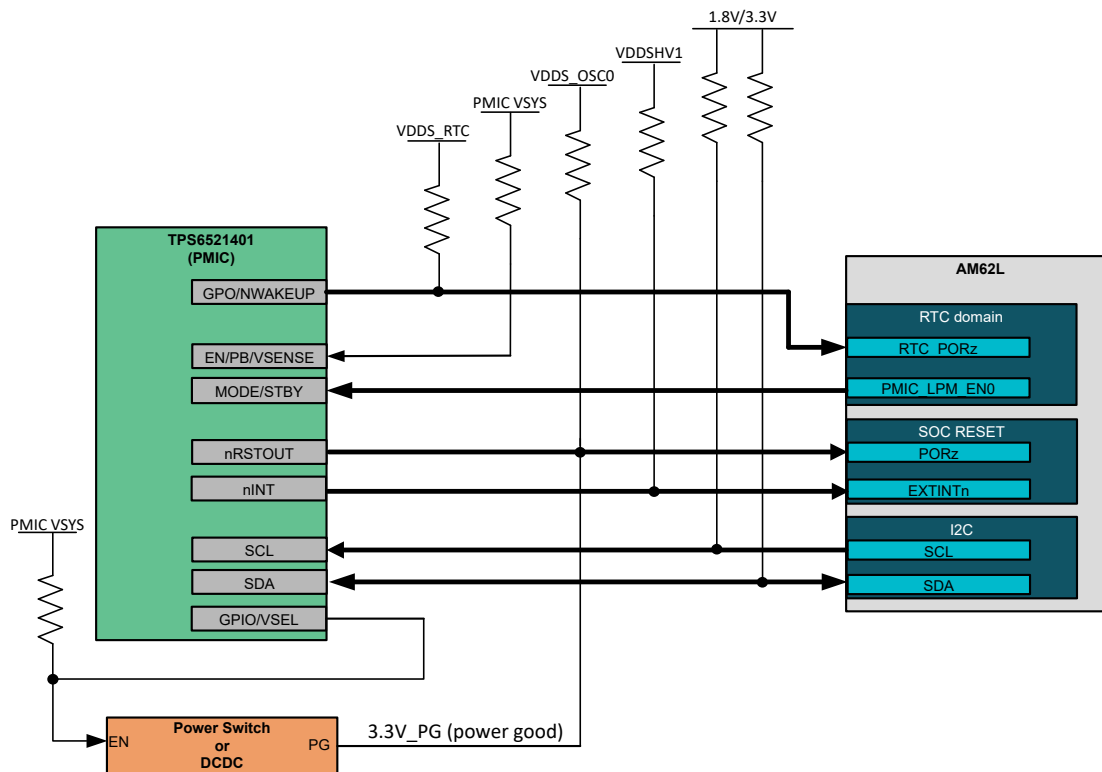 1.8V/3.3V
VDDSHV1
VDDS_OSC0
PMIC VSYS
VDDS_RTC
TPS6521401
(PMIC)
GPO/NWAKEUP
EN/PB/VSENSE
MODE/STBY
nRSTOUT
nINT
SCL
SDA
GPIO/VSEL
AM62L
RTC domain
RTC_PORz
PMIC_LPM_EN0
SOC RESET
PORz
EXTINTn
I2C
SCL
SDA
PMIC VSYS
EN
Power Switch
or
DCDC
PG
3.3V_PG (power good)